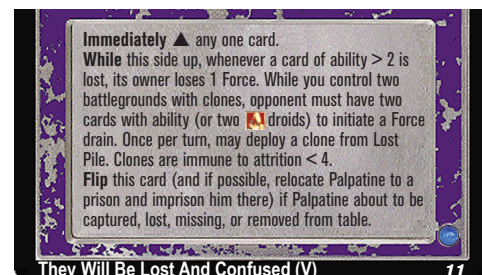 Immediately ▲ any one card.
While this side up, whenever a card of ability > 2 is
lost, its owner loses 1 Force. While you control two
battlegrounds with clones, opponent must have two
cards with ability (or two droids) to initiate a Force
drain. Once per turn, may deploy a clone from Lost
Pile. Clones are immune to attrition < 4.
Flip this card (and if possible, relocate Palpatine to a
prison and imprison him there) if Palpatine about to be
captured, lost, missing, or removed from table.
They Will Be Lost And Confused (V) 11